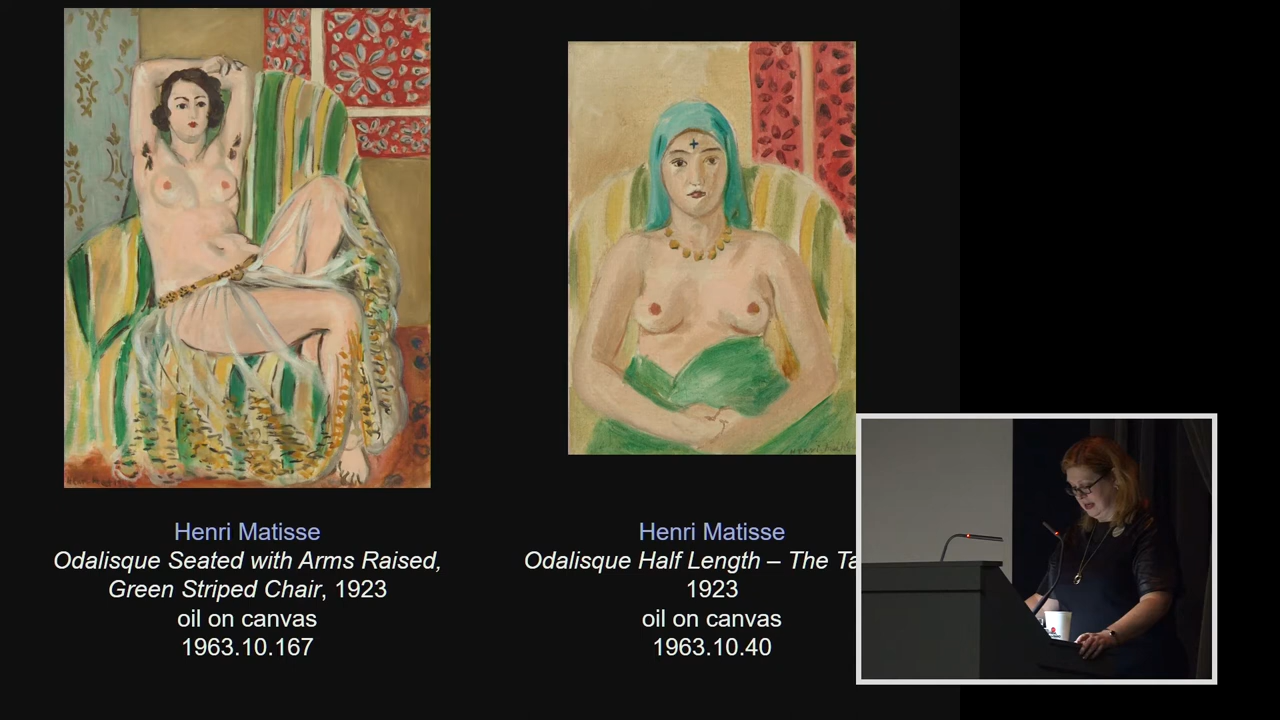 Henri Matisse
Odalisque Seated with Arms Raised,
Green Striped Chair, 1923
oil on canvas
1963.10.167
Henri Matisse
Odalisque Half Length – The
1923
oil on canvas
1963.10.40